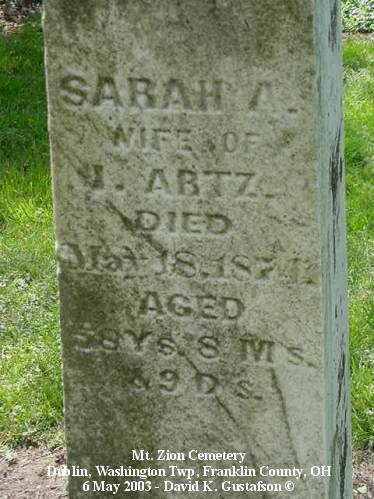 SARAH A.
WIFE OF
J. ARTZ.
DIED
May 18. 
AGED
8 Ms.
& 9 Ds.
Mt. Zion Cemetery
Dublin, Washington Twp, Franklin County, OH
6 May 2003 - David K. Gustafson ©